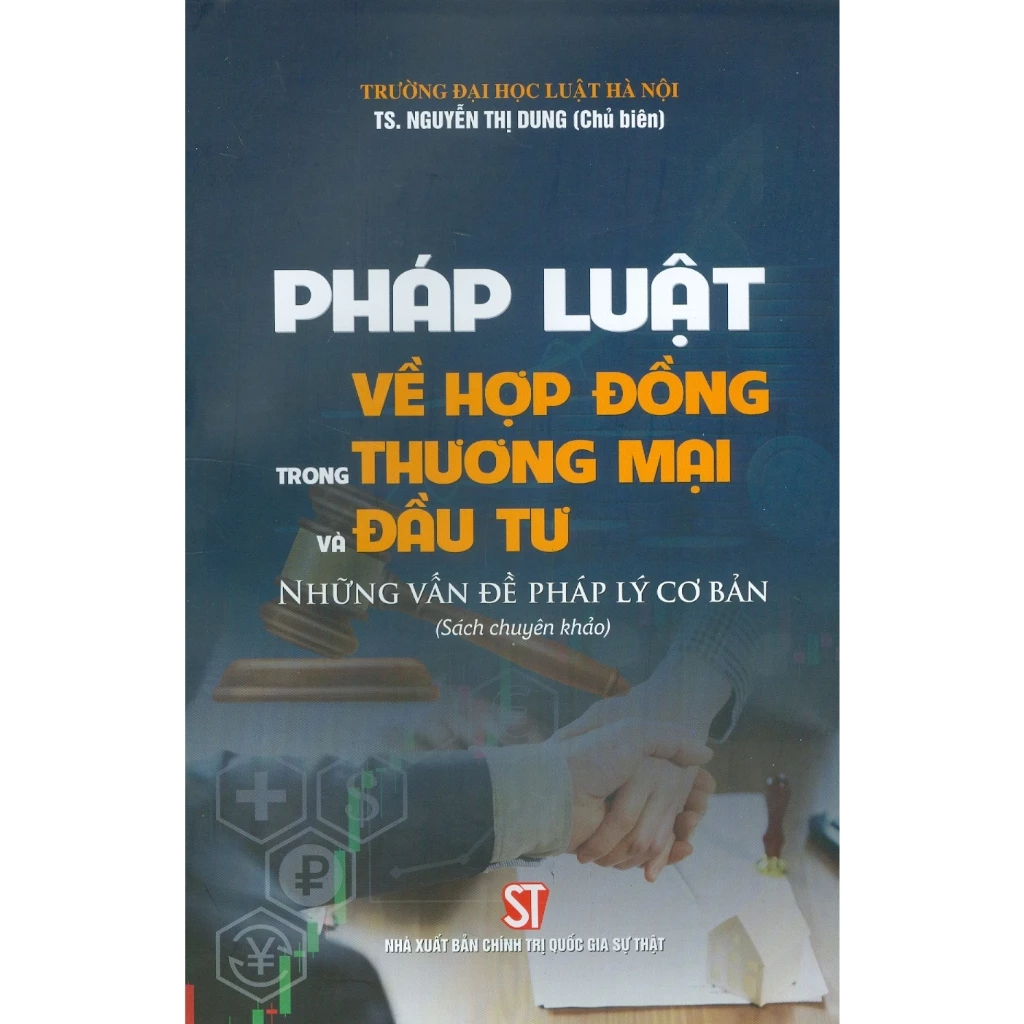 TRƯỜNG ĐẠI HỌC LUẬT HÀ NỘI
TS. NGUYỄN THỊ DUNG (Chủ biên)
PHÁP LUẬT
VỀ HỢP ĐỒNG
TRONG THƯƠNG MẠI
VÀ ĐẦU TƯ
NHỮNG VẤN ĐỀ PHÁP LÝ CƠ BẢN
(Sách chuyên khảo)
ST
NHÀ XUẤT BẢN CHÍNH TRỊ QUỐC GIA SỰ THẬT